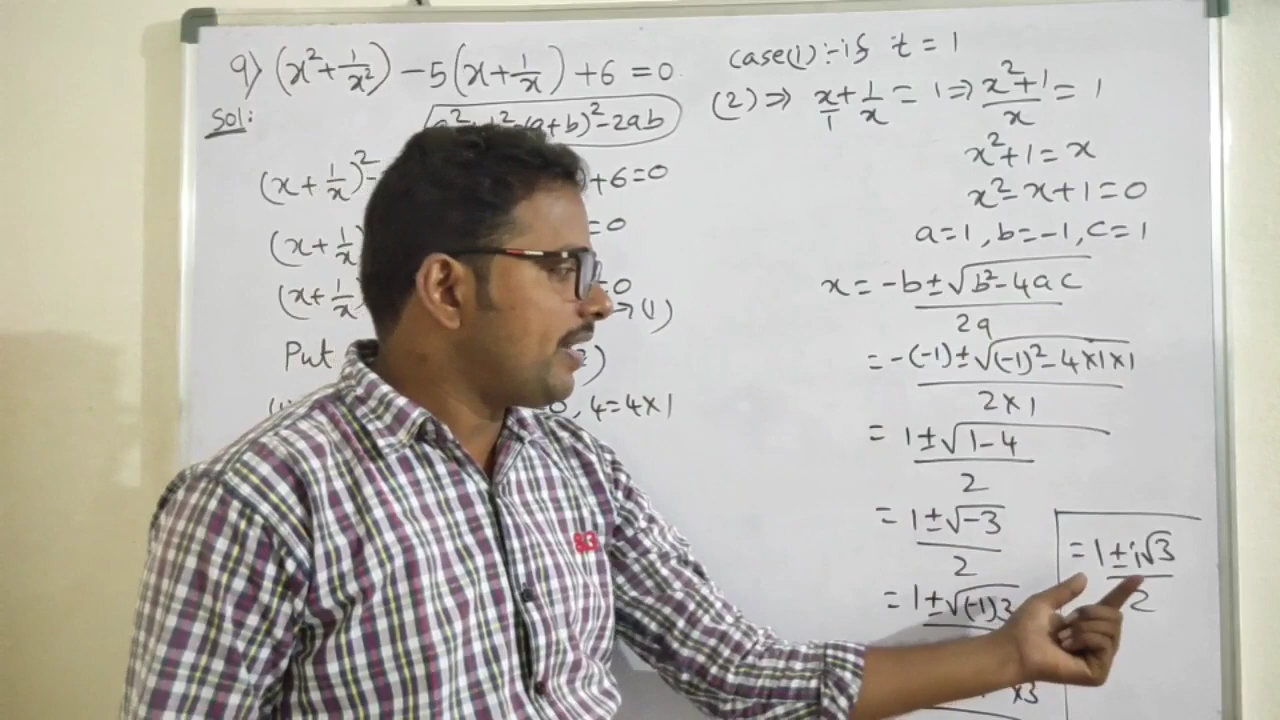 9) (x²+1/x²) -5(x+1/x) +6 =0
Sol:
(a+b)²-2ab
(x+1/x)²- +6=0
(x+1/x) =0
(x+1/x) =0
→(1)
Put
, 4=4×1
case(1):-if t=1
(2)⇒ x/1+1/x=1⇒ x²+1/x=1
x²+1=x
x²-x+1=0
a=1, b=-1, c=1
x= -b±√b²-4ac/2a
= -(-1)±√(-1)²-4×1×1/2×1
= 1±√1-4/2
= 1±√-3/2
= 1±√(-1)3
×3
= 1±i√3/2